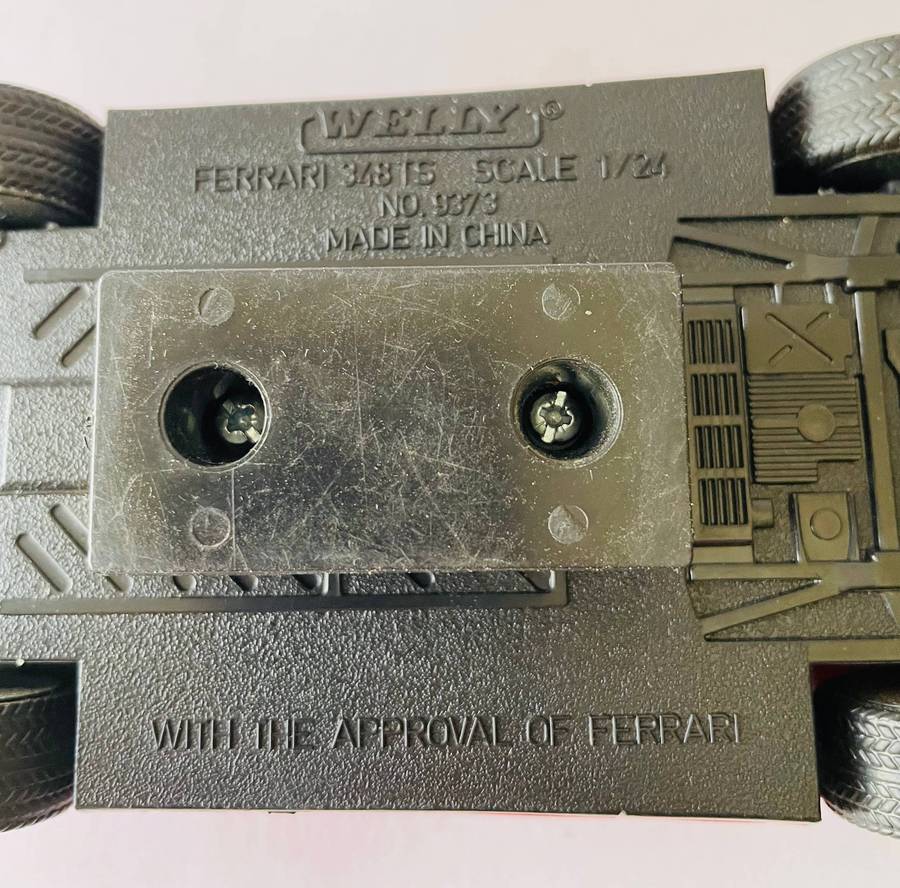 WELLY®
FERRARI 348TS SCALE 1/24
NO. 9373
MADE IN CHINA
WITH THE APPROVAL OF FERRARI